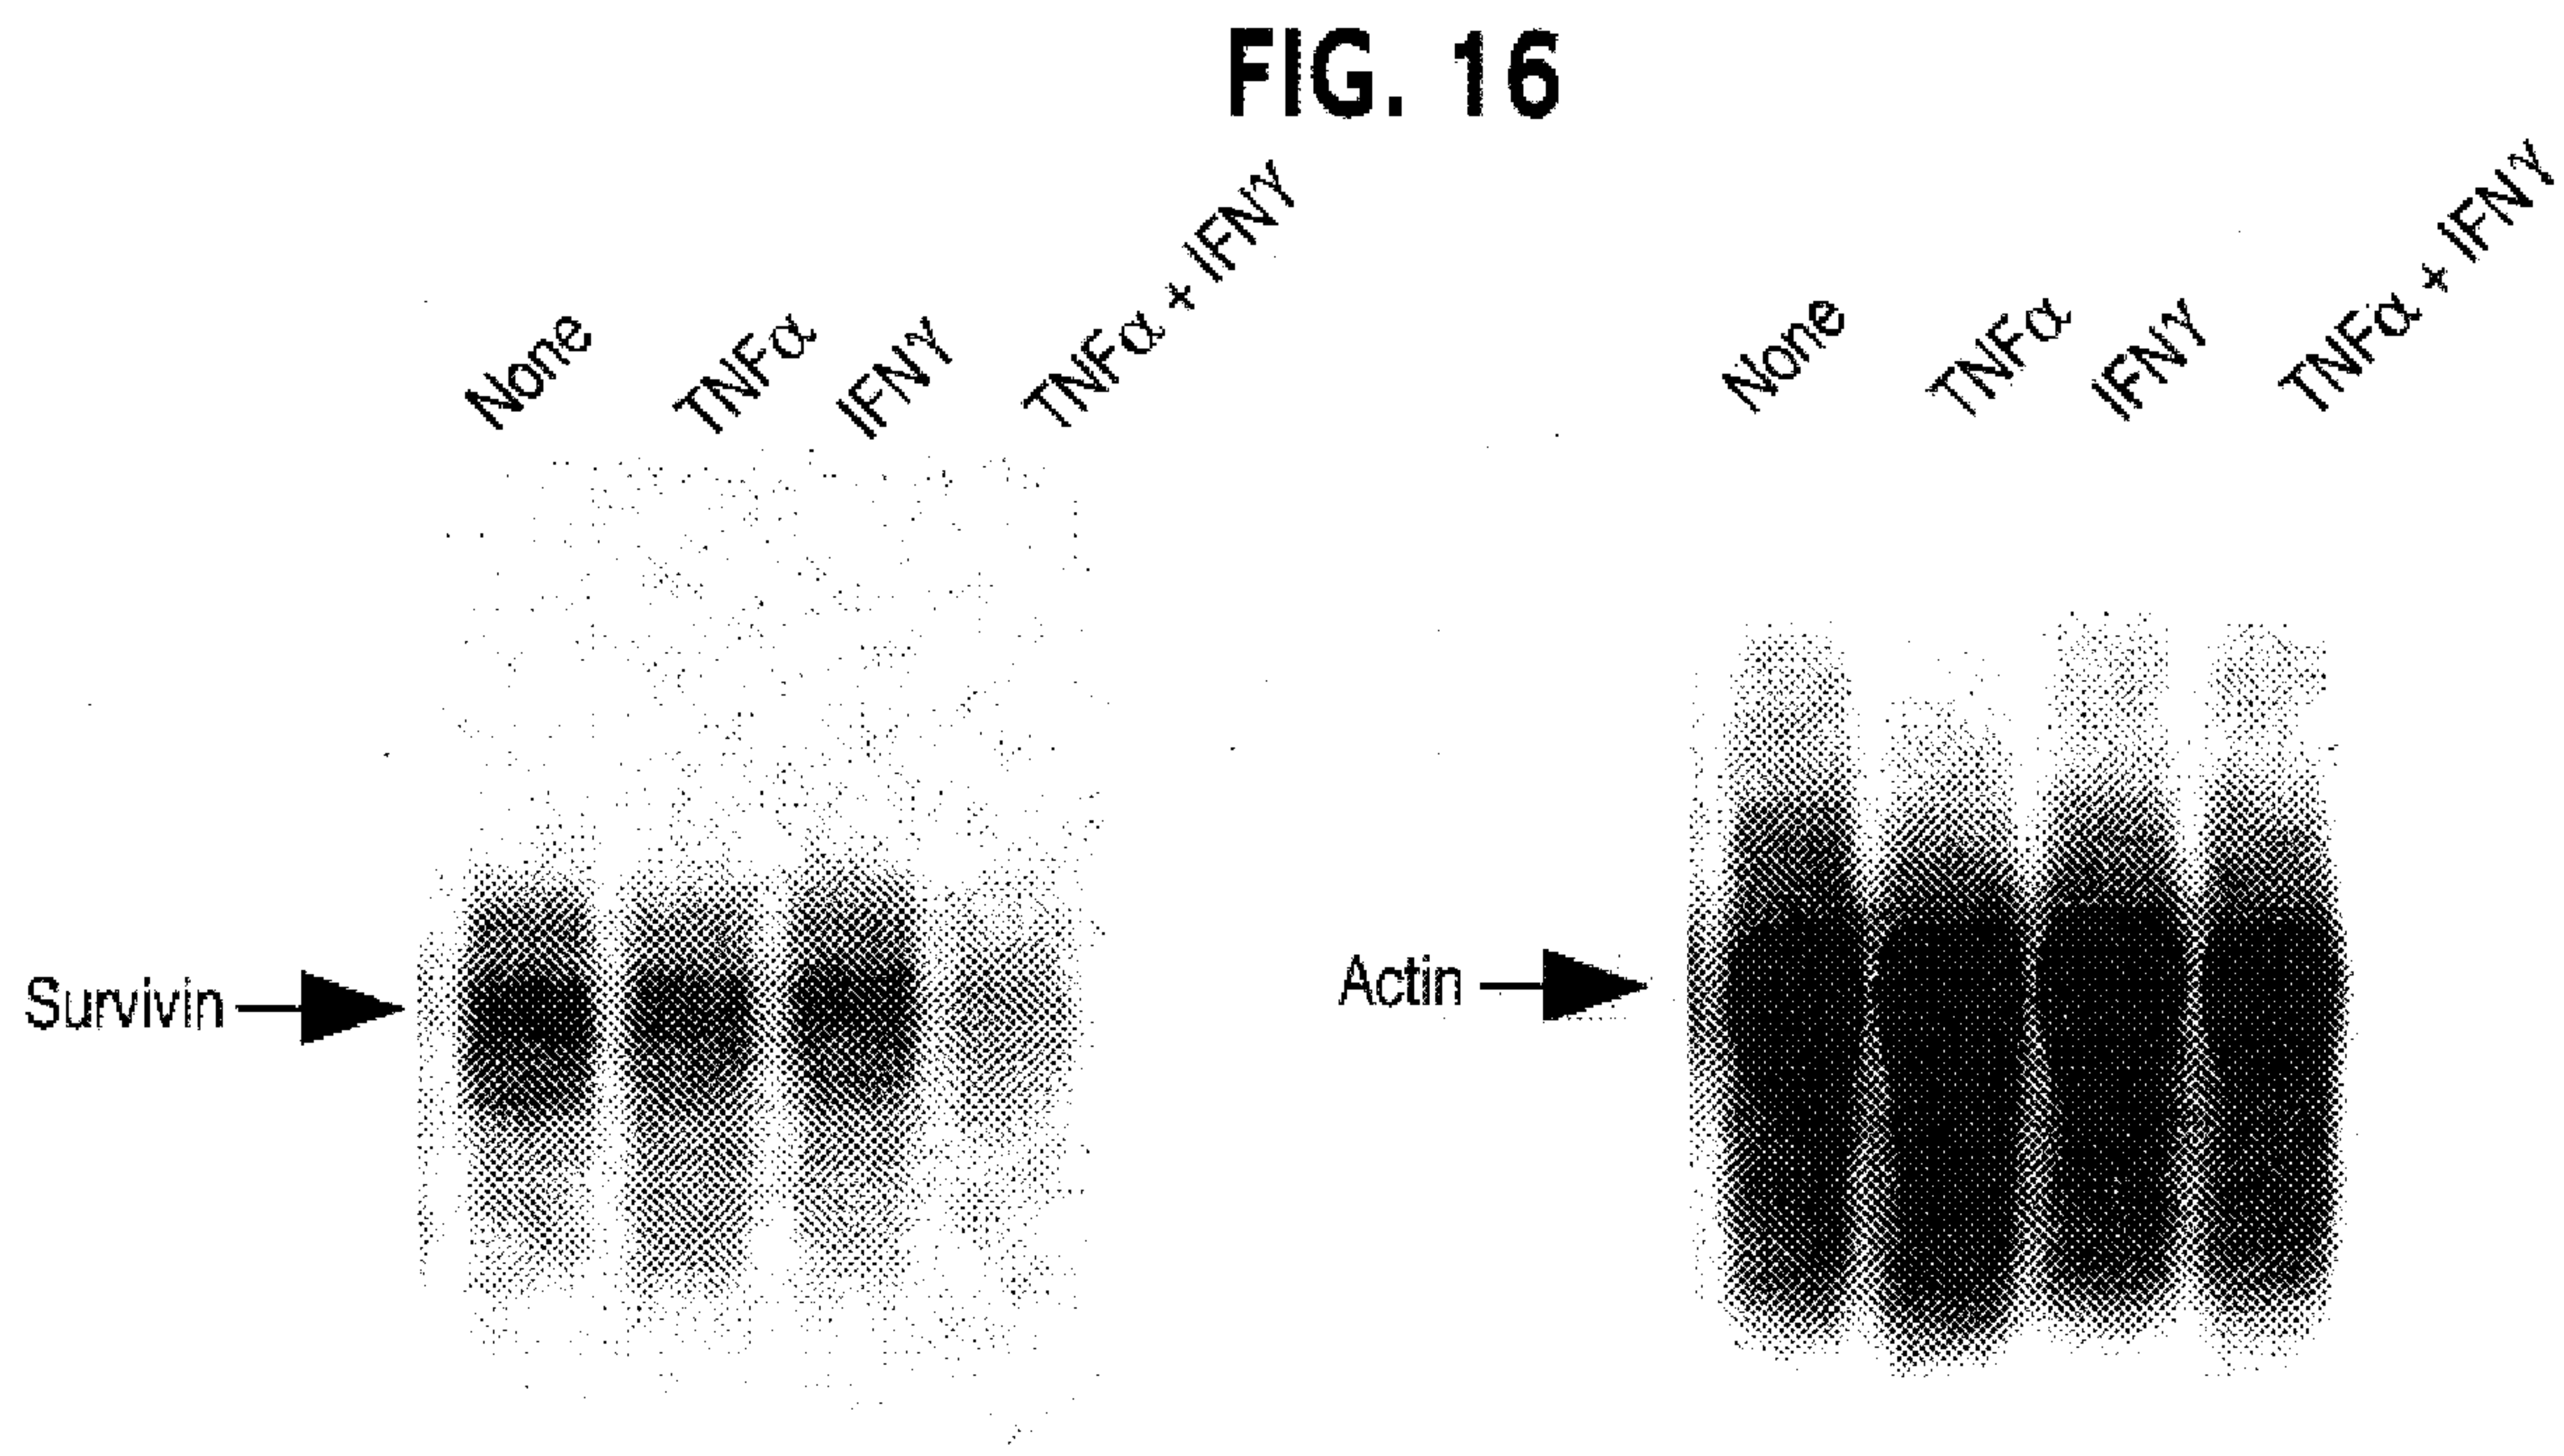 FIG. 16
None
TNFα
IFNγ
TNFα + IFNγ
None
TNFα
IFNγ
TNFα + IFNγ
Survivin
Actin